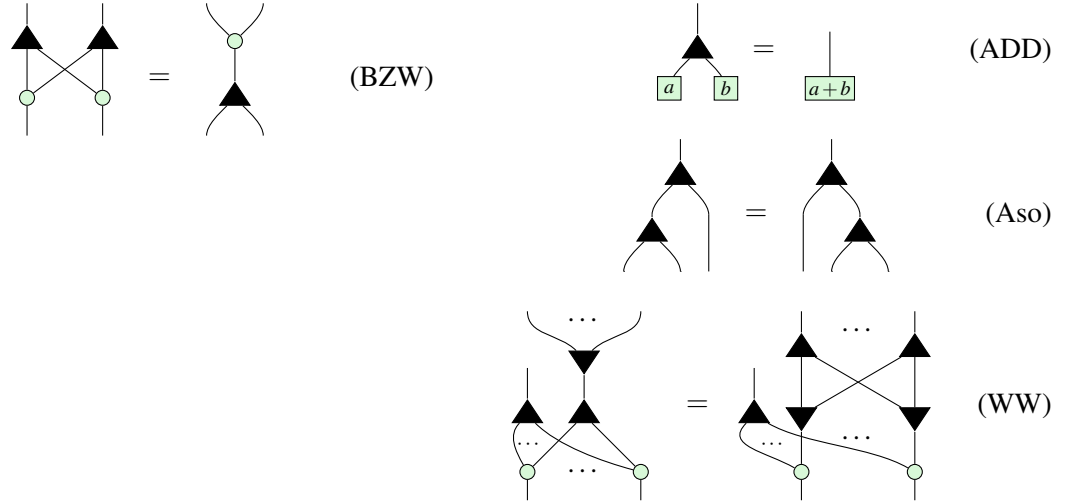 = (BZW)
a b = a+b (ADD)
= (Aso)
...
... = ... (WW)
... ... ... ...